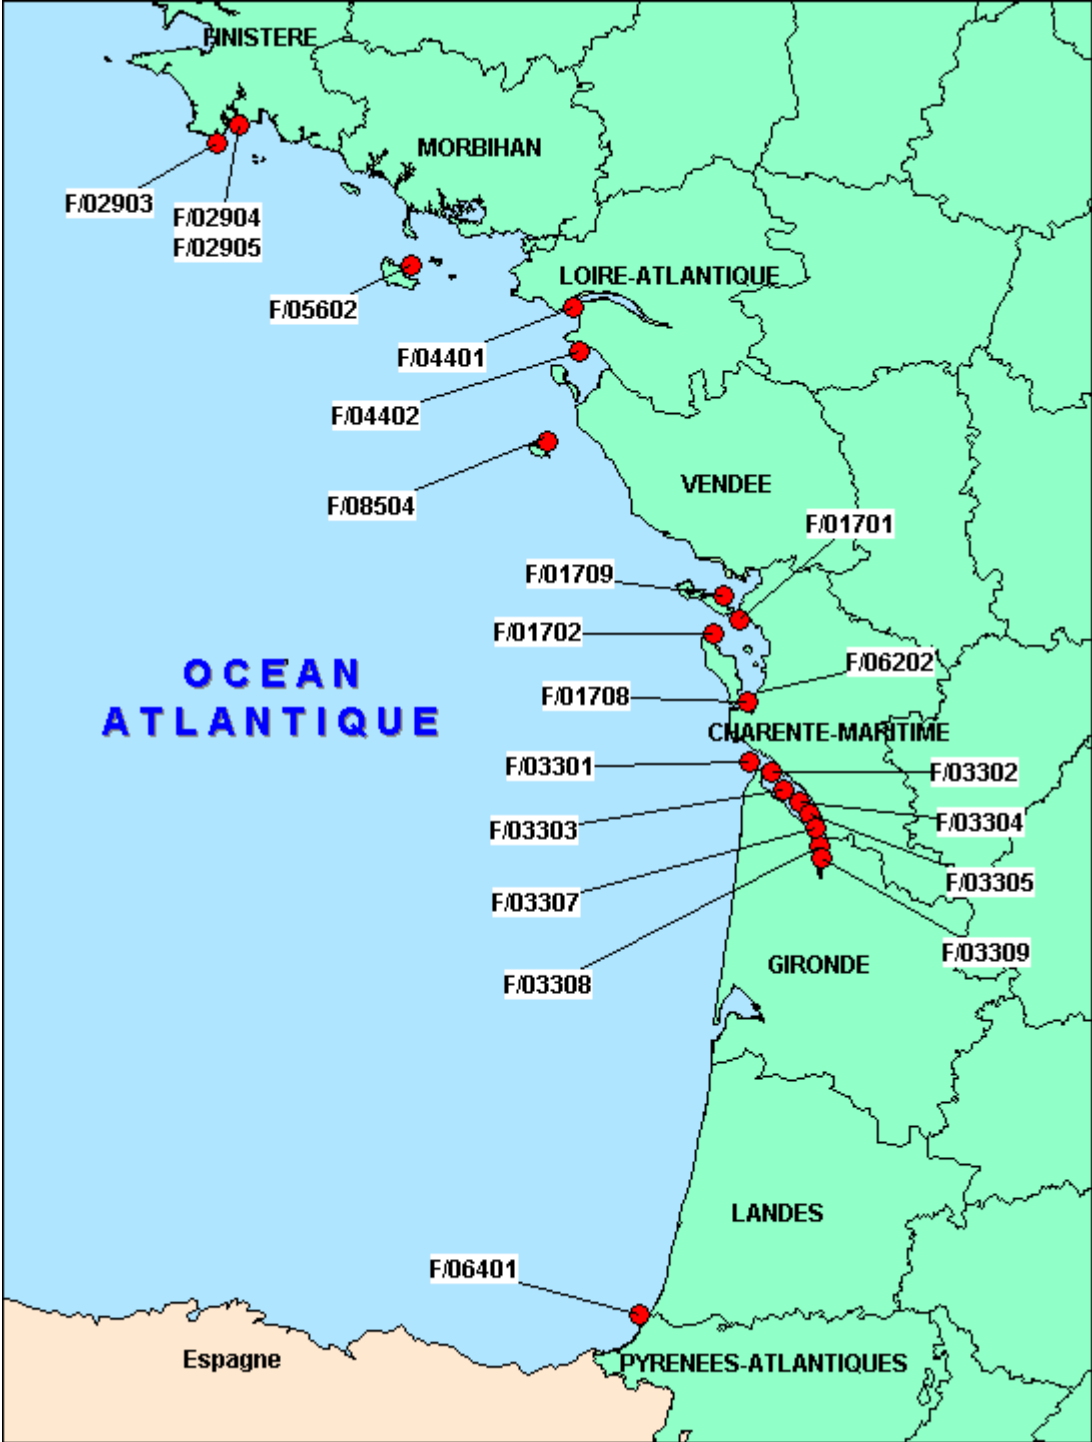 FINISTERE
MORBIHAN
F/02903
F/02904
F/02905
LOIRE-ATLANTIQUE
F/05602
F/04401
F/04402
VENDEE
F/08504
F/01701
F/01709
F/01702
F/06202
OCEAN
ATLANTIQUE
F/01708
CHARENTE-MARITIME
F/03301
F/03302
F/03303
F/03304
F/03305
F/03307
F/03309
GIRONDE
F/03308
LANDES
F/06401
Espagne
PYRENEES-ATLANTIQUES